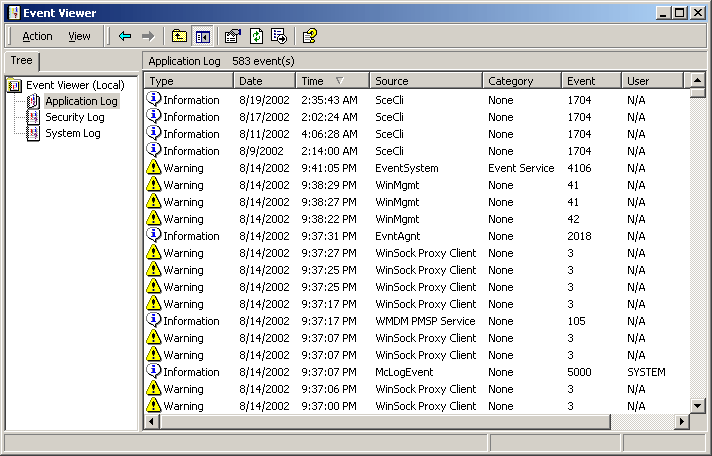 Event Viewer
Action View
Tree
Application Log 583 event(s)
Event Viewer (Local)
Application Log
Security Log
System Log
Type Date Time Source Category Event User
Information 8/19/2002 2:35:43 AM SceCli None 1704 N/A
Information 8/17/2002 2:02:24 AM SceCli None 1704 N/A
Information 8/11/2002 4:06:28 AM SceCli None 1704 N/A
Information 8/9/2002 2:14:00 AM SceCli None 1704 N/A
Warning 8/14/2002 9:41:05 PM EventSystem Event Service 4106 N/A
Warning 8/14/2002 9:38:29 PM WinMgmt None 41 N/A
Warning 8/14/2002 9:38:27 PM WinMgmt None 41 N/A
Warning 8/14/2002 9:38:22 PM WinMgmt None 42 N/A
Information 8/14/2002 9:37:31 PM EvntAgnt None 2018 N/A
Warning 8/14/2002 9:37:27 PM WinSock Proxy Client None 3 N/A
Warning 8/14/2002 9:37:25 PM WinSock Proxy Client None 3 N/A
Warning 8/14/2002 9:37:25 PM WinSock Proxy Client None 3 N/A
Warning 8/14/2002 9:37:17 PM WinSock Proxy Client None 3 N/A
Information 8/14/2002 9:37:17 PM WMDM PMSP Service None 105 N/A
Warning 8/14/2002 9:37:07 PM WinSock Proxy Client None 3 N/A
Warning 8/14/2002 9:37:07 PM WinSock Proxy Client None 3 N/A
Information 8/14/2002 9:37:07 PM McLogEvent None 5000 SYSTEM
Warning 8/14/2002 9:37:06 PM WinSock Proxy Client None 3 N/A
Warning 8/14/2002 9:37:00 PM WinSock Proxy Client None 3 N/A